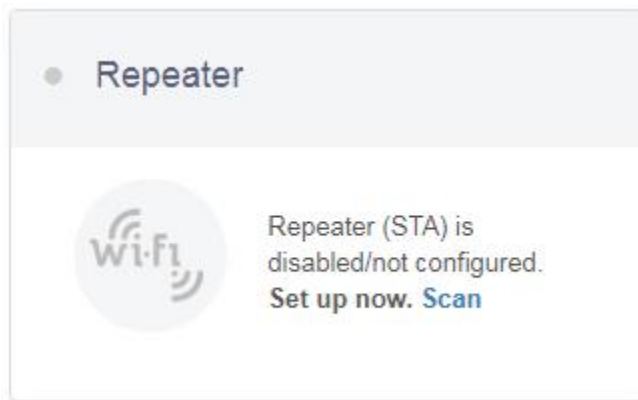 Repeater
Wi-Fi
Repeater (STA) is
disabled/not configured.
Set up now. Scan